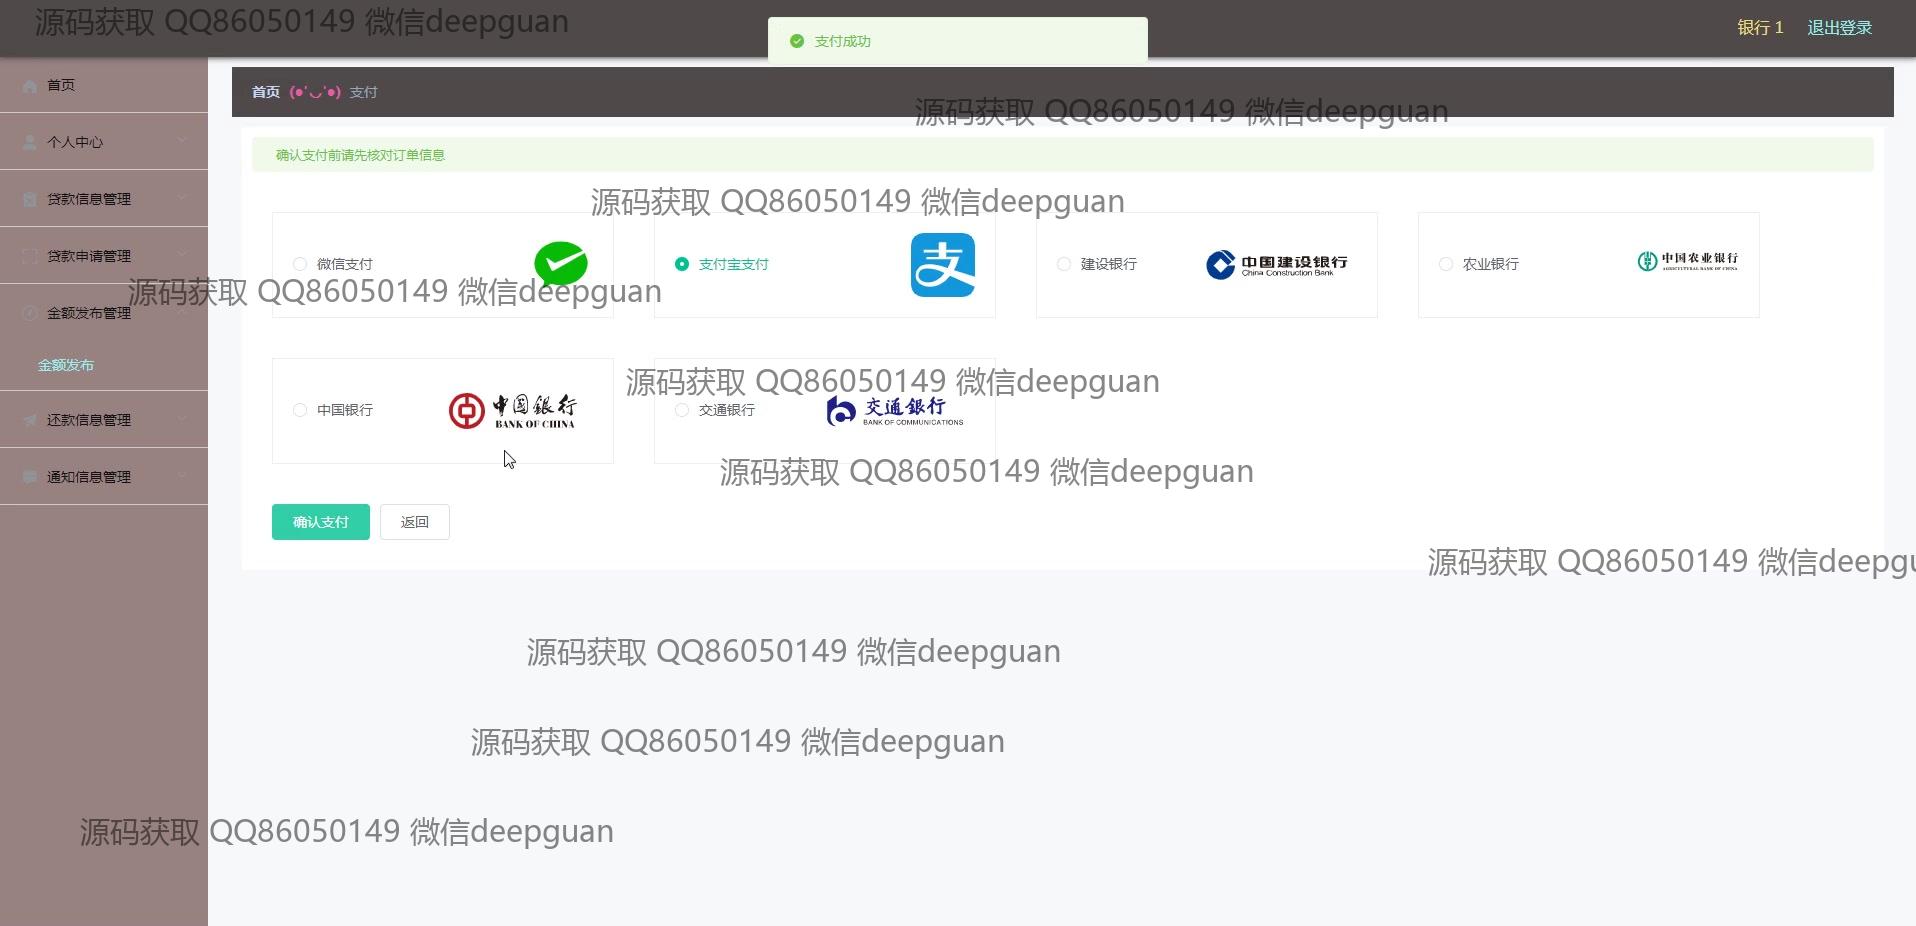 源码获取 QQ86050149 微信deepguan
支付成功
银行 1
退出登录
首页
个人中心
贷款信息管理
贷款申请管理
金额发布管理
金额发布
还款信息管理
通知信息管理
首页 (●'◡'●) 支付
源码获取 QQ86050149 微信deepguan
确认支付前请先核对订单信息
源码获取 QQ86050149 微信deepguan
微信支付
支付宝支付
支
建设银行
中国建设银行
China Construction Bank
农业银行
中国农业银行
AGRICULTURAL BANK OF CHINA
源码获取 QQ86050149 微信deepguan
源码获取 QQ86050149 微信deepguan
中国银行
中国银行
BANK OF CHINA
交通银行
交通銀行
BANK OF COMMUNICATIONS
源码获取 QQ86050149 微信deepguan
确认支付
返回
源码获取 QQ86050149 微信deepgu
源码获取 QQ86050149 微信deepguan
源码获取 QQ86050149 微信deepguan
源码获取 QQ86050149 微信deepguan